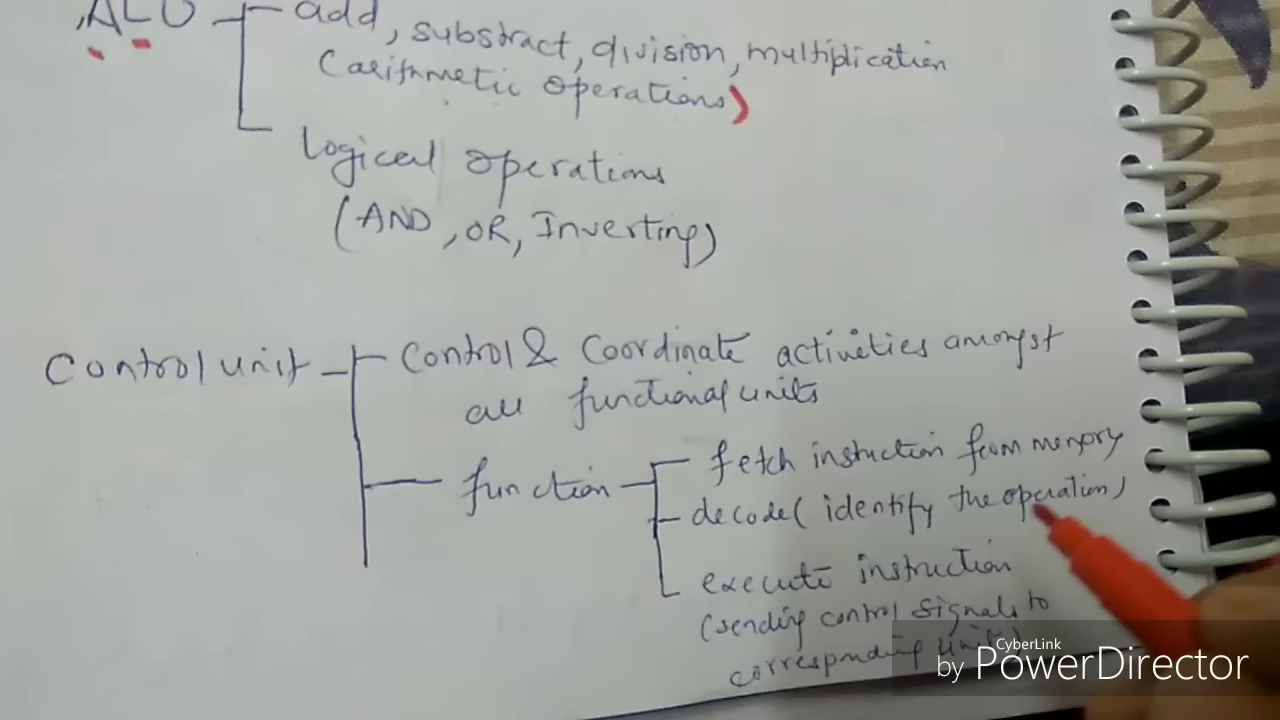 ALU
add, substract, division, multiplication
(arithmetic operations)
Logical operations
(AND, OR, Inverting)
Control unit
Control & Coordinate activities amongst
all functional units
function
fetch instruction from memory
decode( identify the operation)
execute instruction
(sending control signals to
corresponding units)
CyberLink
by PowerDirector